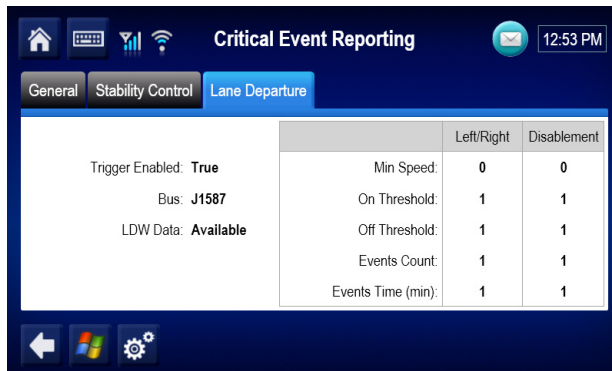 Critical Event Reporting
12:53 PM
General
Stability Control
Lane Departure
Trigger Enabled: True
Bus: J1587
LDW Data: Available
Left/Right Disablement
Min Speed: 0 0
On Threshold: 1 1
Off Threshold: 1 1
Events Count: 1 1
Events Time (min): 1 1